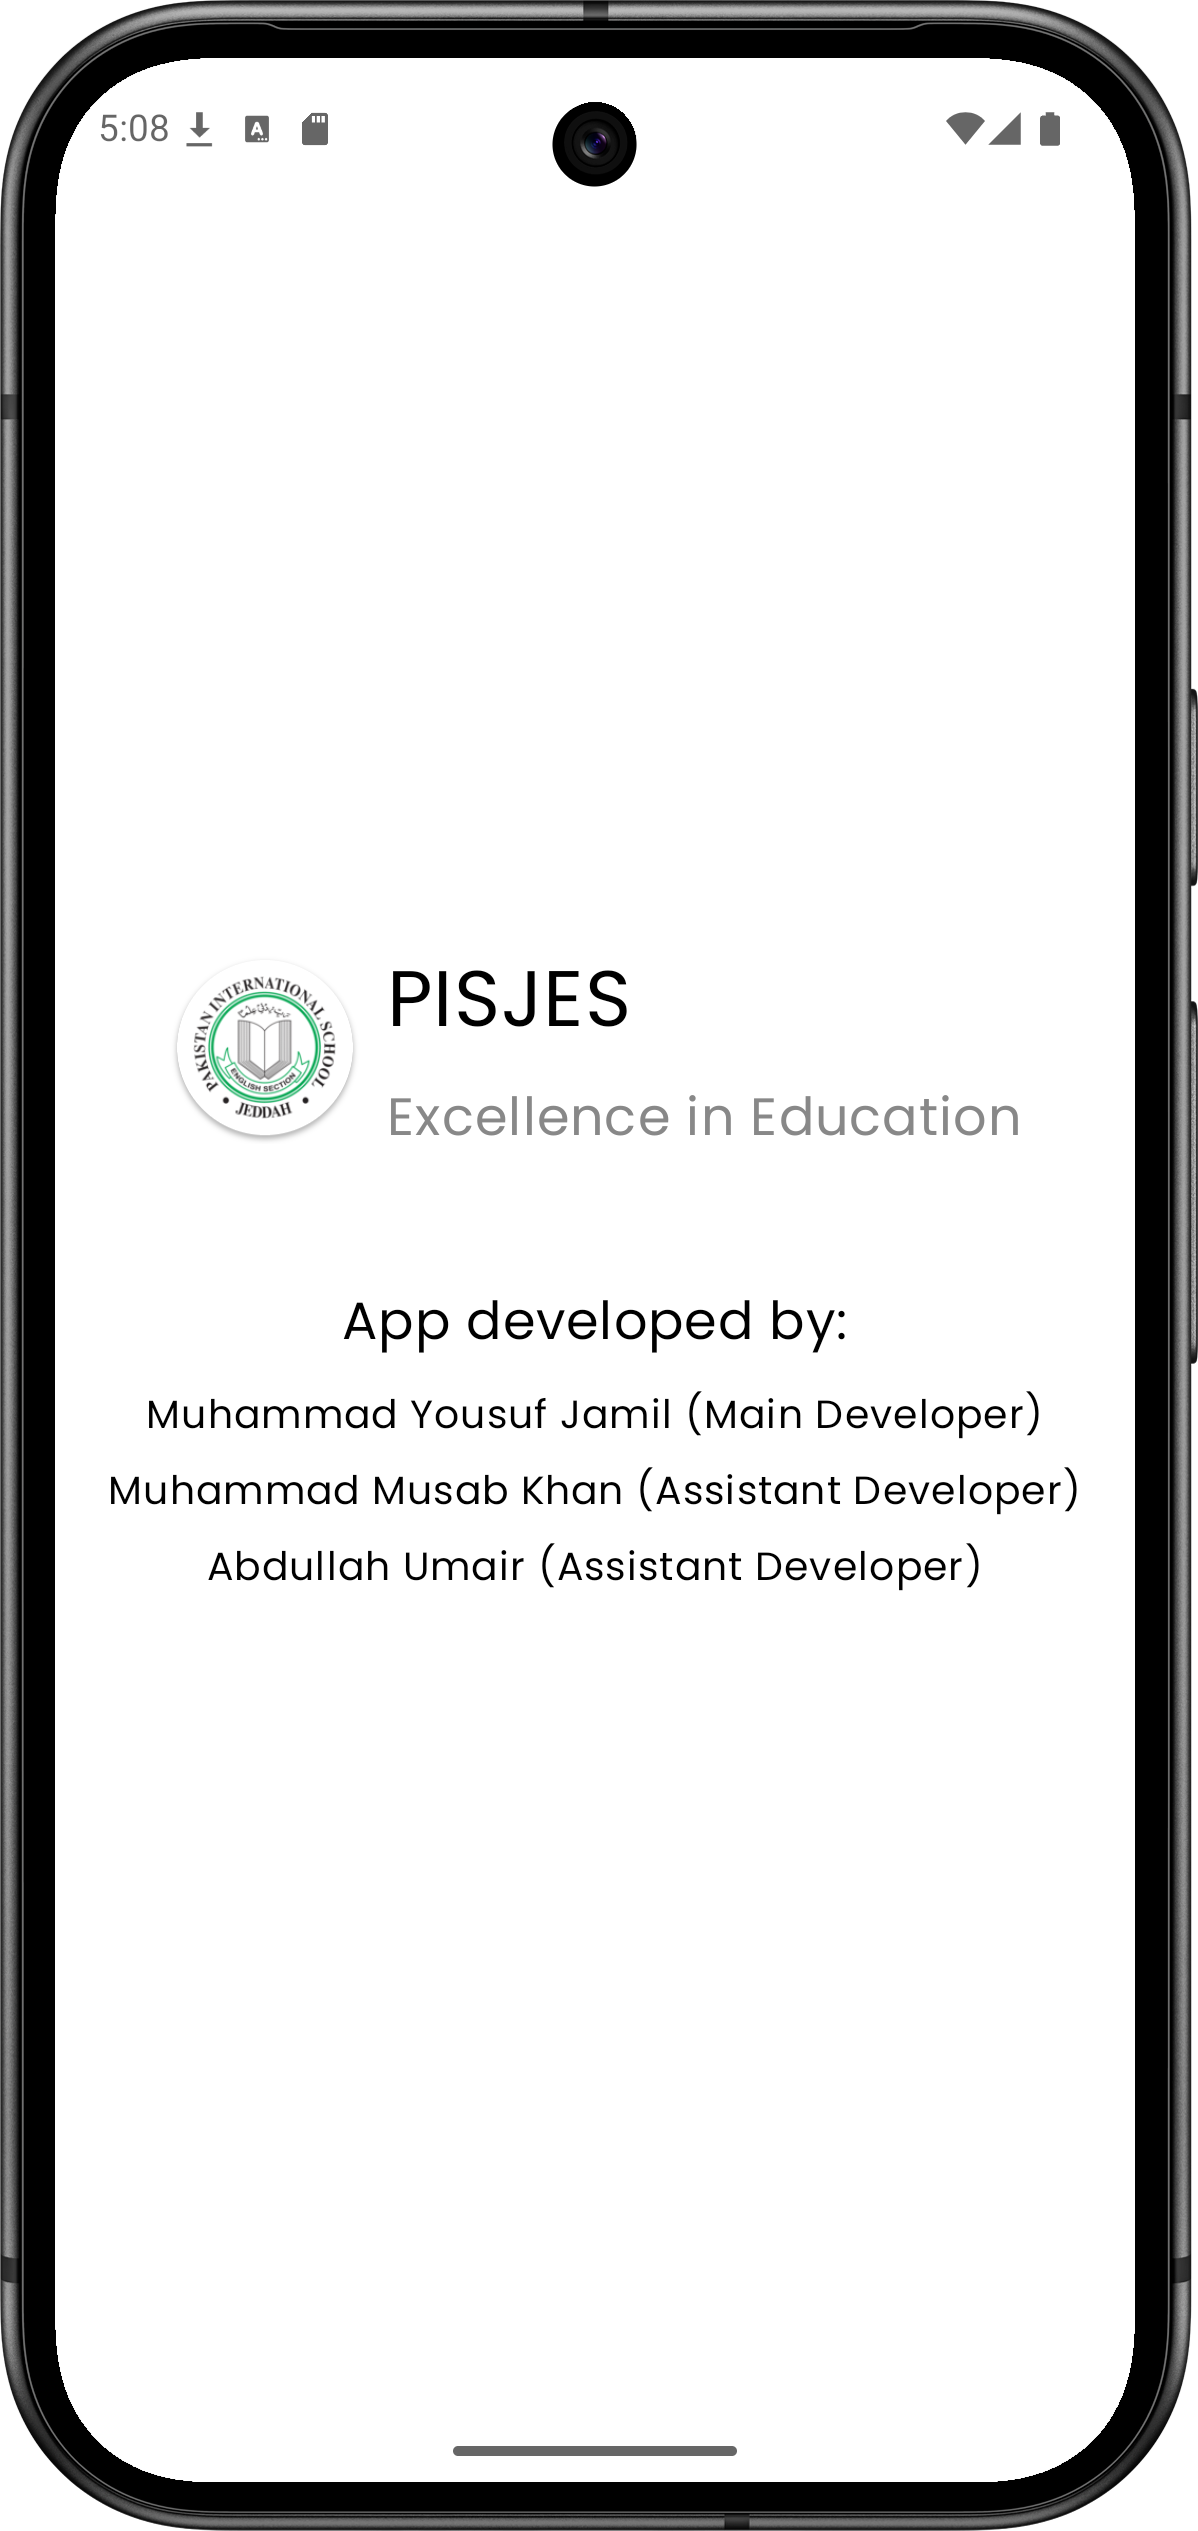 5:08
A
PAKISTAN INTERNATIONAL SCHOOL
ENGLISH SECTION
• JEDDAH •
PISJES
Excellence in Education
App developed by:
Muhammad Yousuf Jamil (Main Developer)
Muhammad Musab Khan (Assistant Developer)
Abdullah Umair (Assistant Developer)